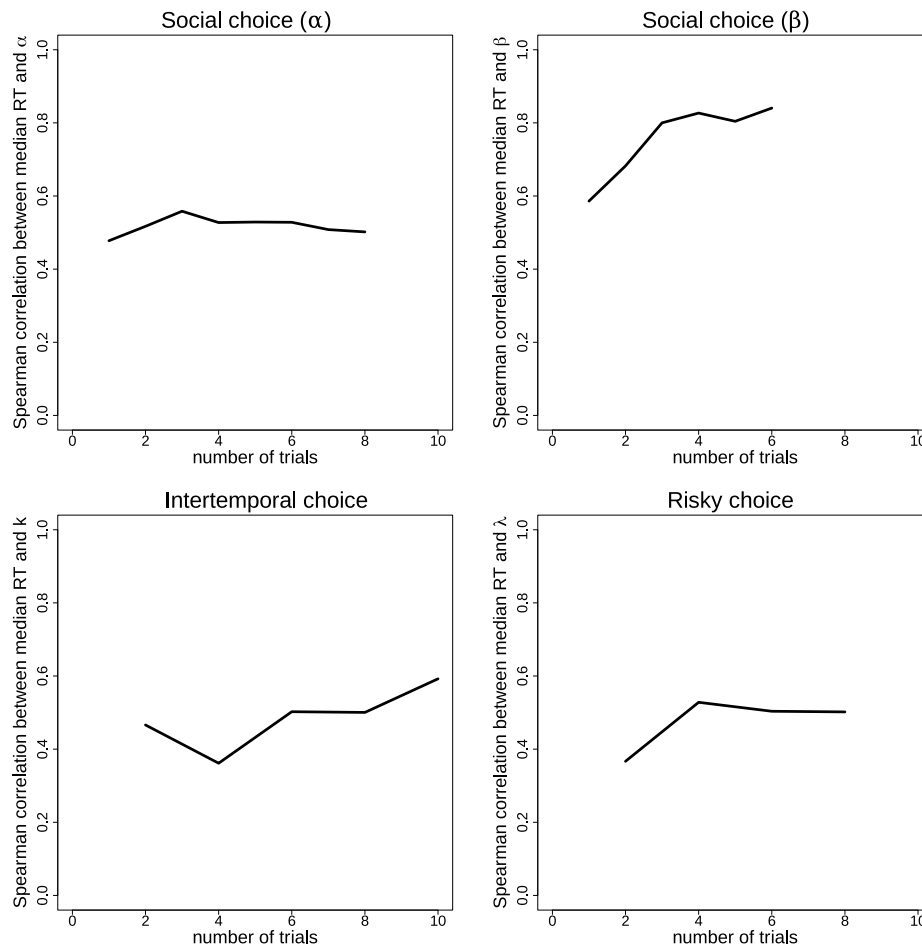 Social choice (α)
Spearman correlation between median RT and α
0.0 0.2 0.4 0.6 0.8 1.0
0 2 4 6 8 10
number of trials
Social choice (β)
Spearman correlation between median RT and β
0.0 0.2 0.4 0.6 0.8 1.0
0 2 4 6 8 10
number of trials
Intertemporal choice
Spearman correlation between median RT and k
0.0 0.2 0.4 0.6 0.8 1.0
0 2 4 6 8 10
number of trials
Risky choice
Spearman correlation between median RT and λ
0.0 0.2 0.4 0.6 0.8 1.0
0 2 4 6 8 10
number of trials